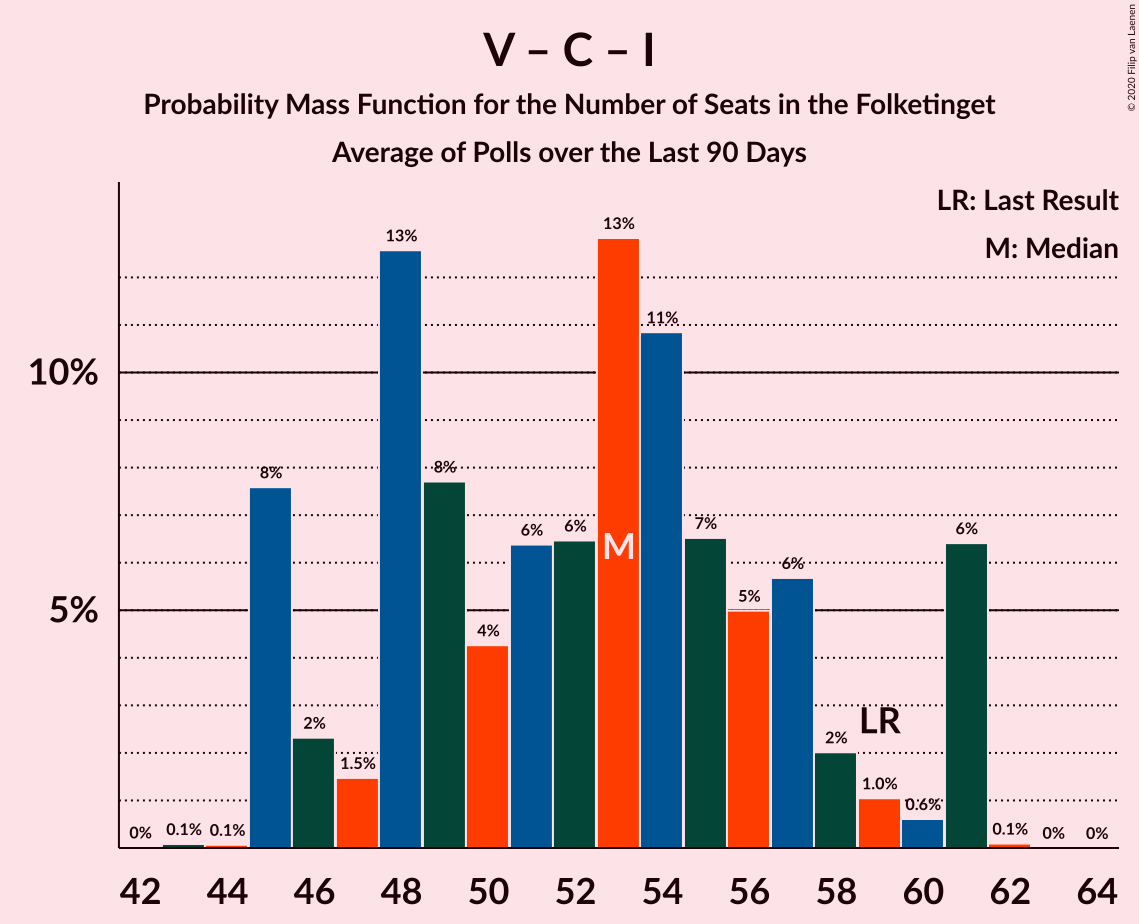 V – C – I
Probability Mass Function for the Number of Seats in the Folketinget
Average of Polls over the Last 90 Days
© 2020 Filip van Laenen
LR: Last Result
M: Median
10%
5%
0%
0.1%
0.1%
8%
2%
1.5%
13%
8%
4%
6%
6%
13%
M
11%
7%
5%
6%
2%
LR
1.0%
0.6%
6%
0.1%
0%
0%
42 44 46 48 50 52 54 56 58 60 62 64